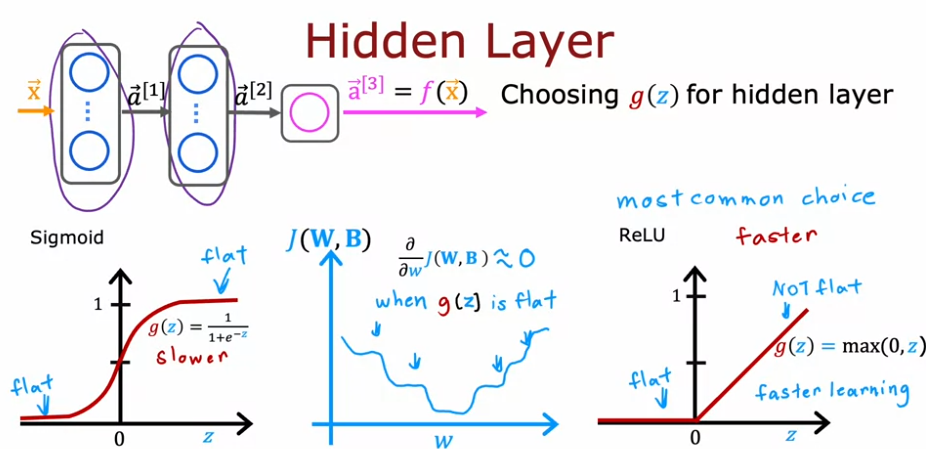 Hidden Layer
x⃗
a⃗[1]
a⃗[2]
a⃗[3] = f(x⃗)
Choosing g(z) for hidden layer
Sigmoid
flat
1
g(z) = 1/(1+e^−z)
slower
flat
0
z
J(W, B)
∂/∂w J(W, B) ≈ 0
when g(z) is flat
w
most common choice
ReLU
faster
1
NOT flat
g(z) = max(0, z)
flat
faster learning
0
z